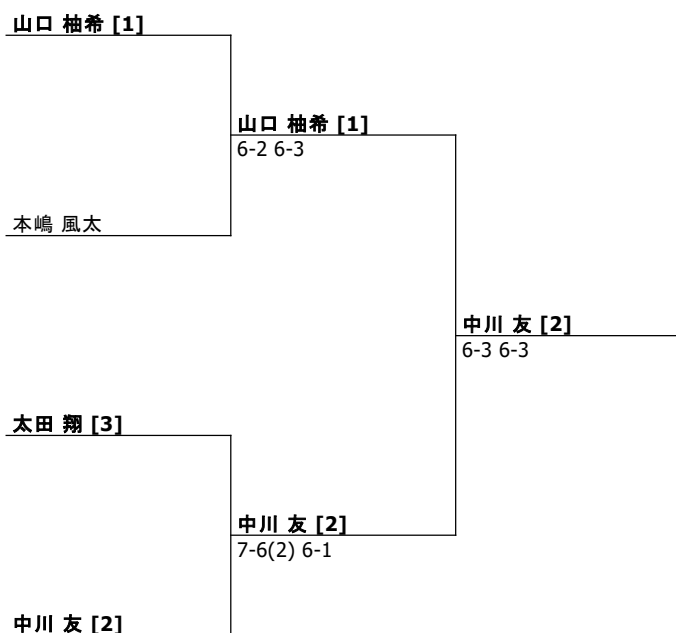 山口 柚希 [1]
山口 柚希 [1]
6-2 6-3
本嶋 風太
中川 友 [2]
6-3 6-3
太田 翔 [3]
中川 友 [2]
7-6(2) 6-1
中川 友 [2]